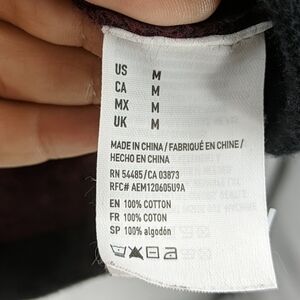 US M
CA M
MX M
UK M
MADE IN CHINA / FABRIQUÉ EN CHINE /
HECHO EN CHINA
RN 54485/CA 03873
RFC# AEM120605U9A
EN 100% COTTON
FR 100% COTON
SP 100% algodón